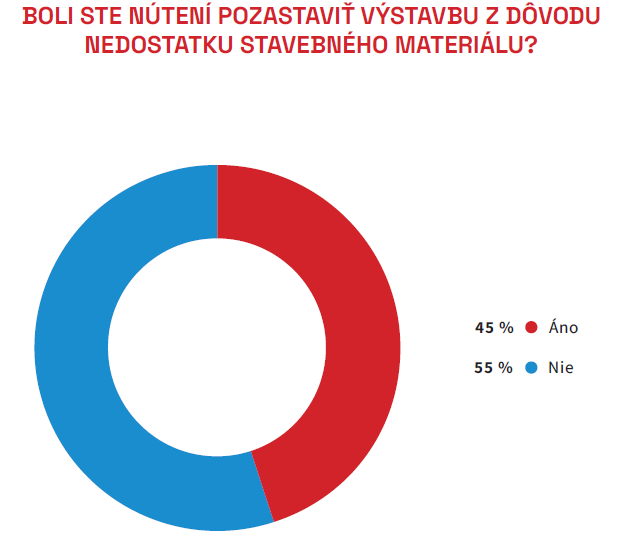 BOLI STE NÚTENÍ POZASTAVIŤ VÝSTAVBU Z DÔVODU
NEDOSTATKU STAVEBNÉHO MATERIÁLU?
45 % Áno
55 % Nie